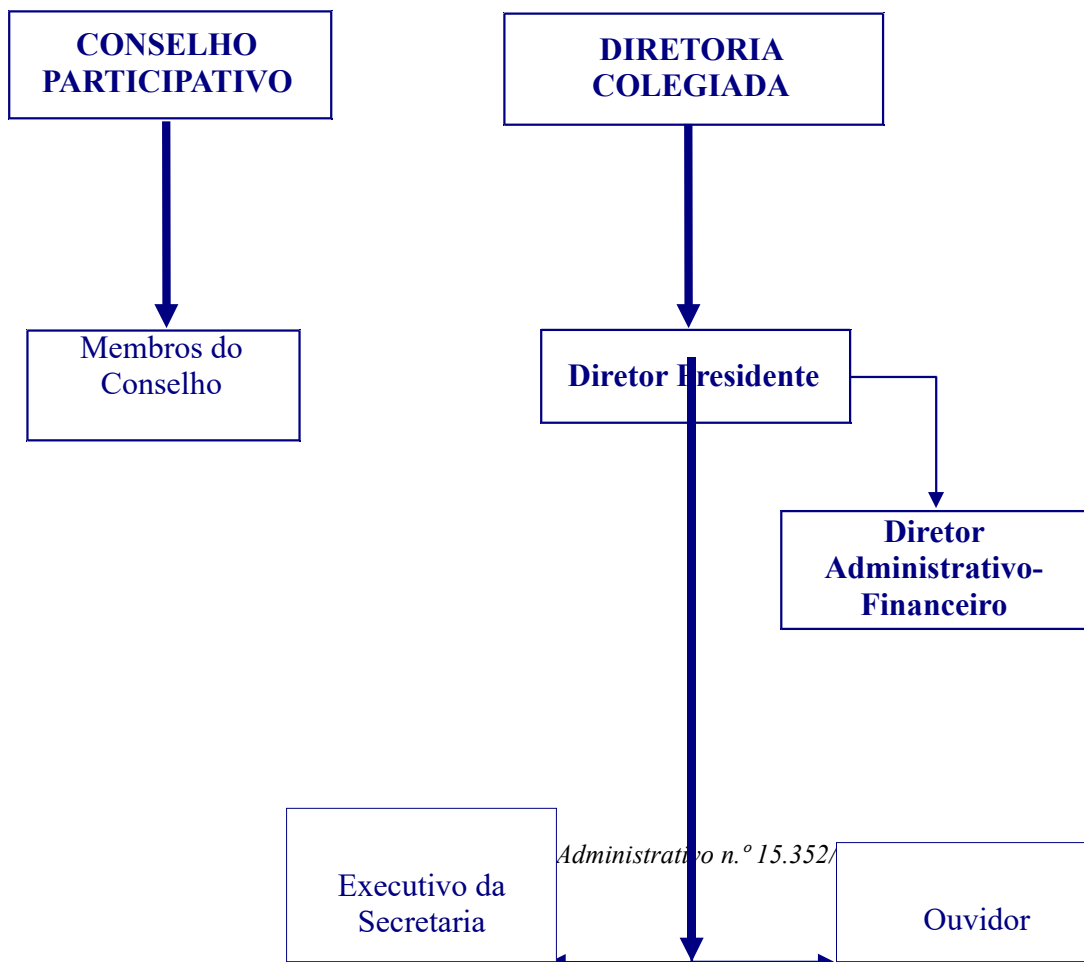 CONSELHO
PARTICIPATIVO
DIRETORIA
COLEGIADA
Membros do
Conselho
Diretor Presidente
Diretor
Administrativo-
Financeiro
Administrativo n.º 15.352/
Executivo da
Secretaria
Ouvidor